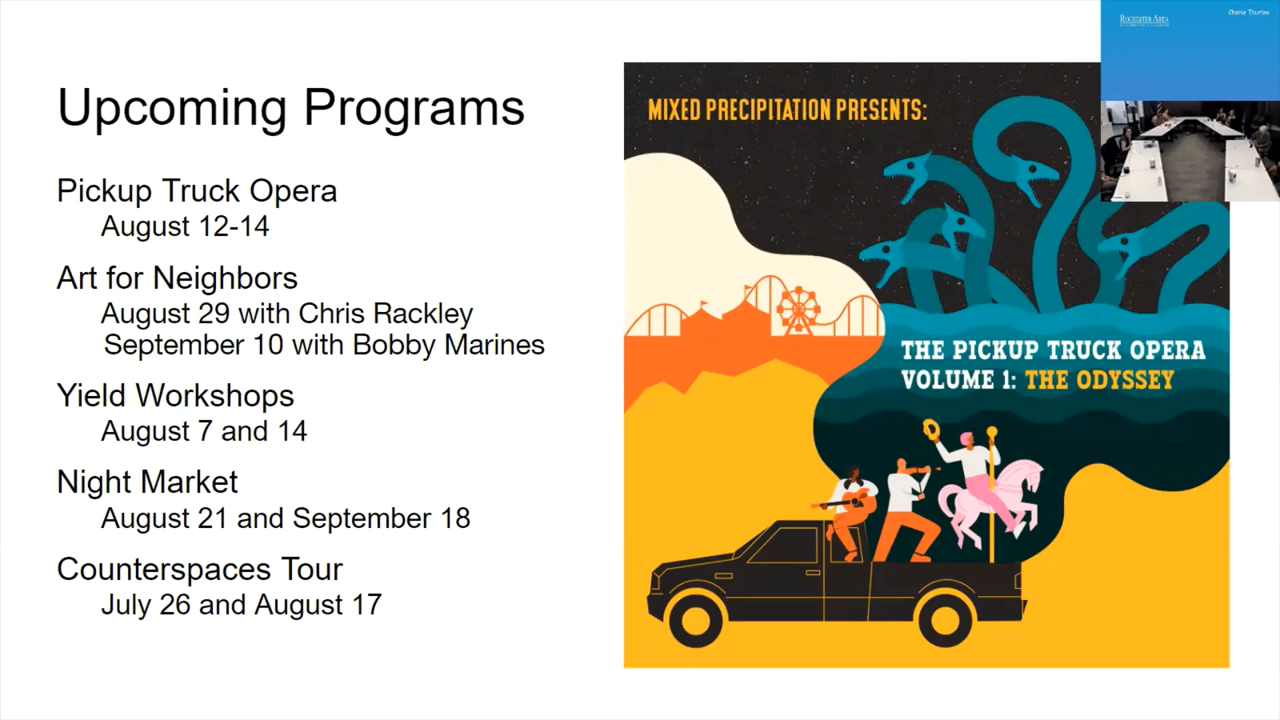 Upcoming Programs
Pickup Truck Opera
August 12-14
Art for Neighbors
August 29 with Chris Rackley
September 10 with Bobby Marines
Yield Workshops
August 7 and 14
Night Market
August 21 and September 18
Counterspaces Tour
July 26 and August 17
MIXED PRECIPITATION PRESENTS:
THE PICKUP TRUCK OPERA
VOLUME 1: THE ODYSSEY
ROCHESTER AREA